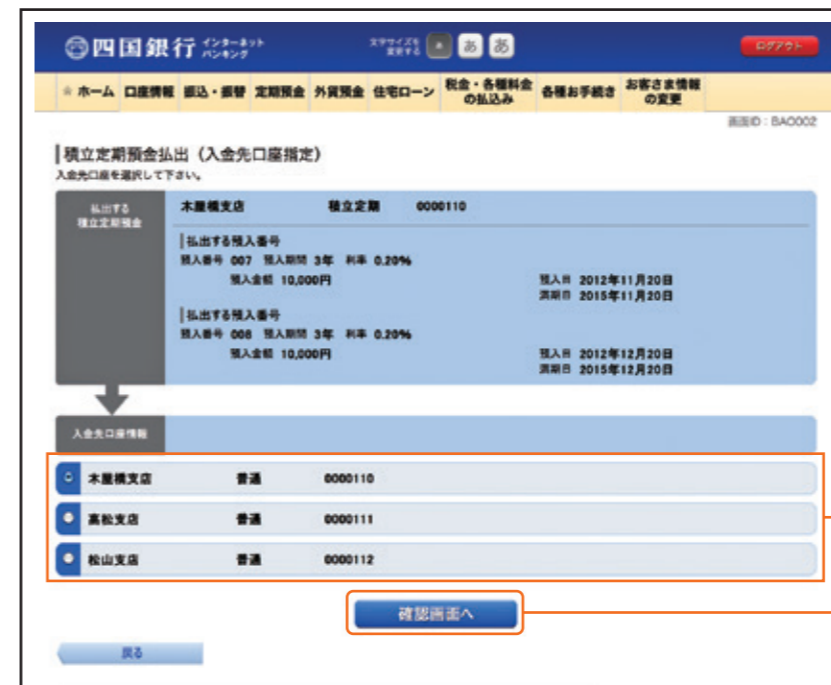 四国銀行 インターネットバンキング 文字サイズを変更する あ あ ログアウト
ホーム 口座情報 振込・振替 定期預金 外貨預金 住宅ローン 税金・各種料金の払込み 各種お手続き お客さま情報の変更
画面ID：BAO002
積立定期預金払出（入金先口座指定）
入金先口座を選択して下さい。
払出する積立定期預金 木屋橋支店 積立定期 0000110
払出する預入番号
預入番号 007 預入期間 3年 利率 0.20%
預入金額 10,000円 預入日 2012年11月20日
満期日 2015年11月20日
払出する預入番号
預入番号 008 預入期間 3年 利率 0.20%
預入金額 10,000円 預入日 2012年12月20日
満期日 2015年12月20日
入金先口座情報
木屋橋支店 普通 0000110
高松支店 普通 0000111
松山支店 普通 0000112
確認画面へ
戻る